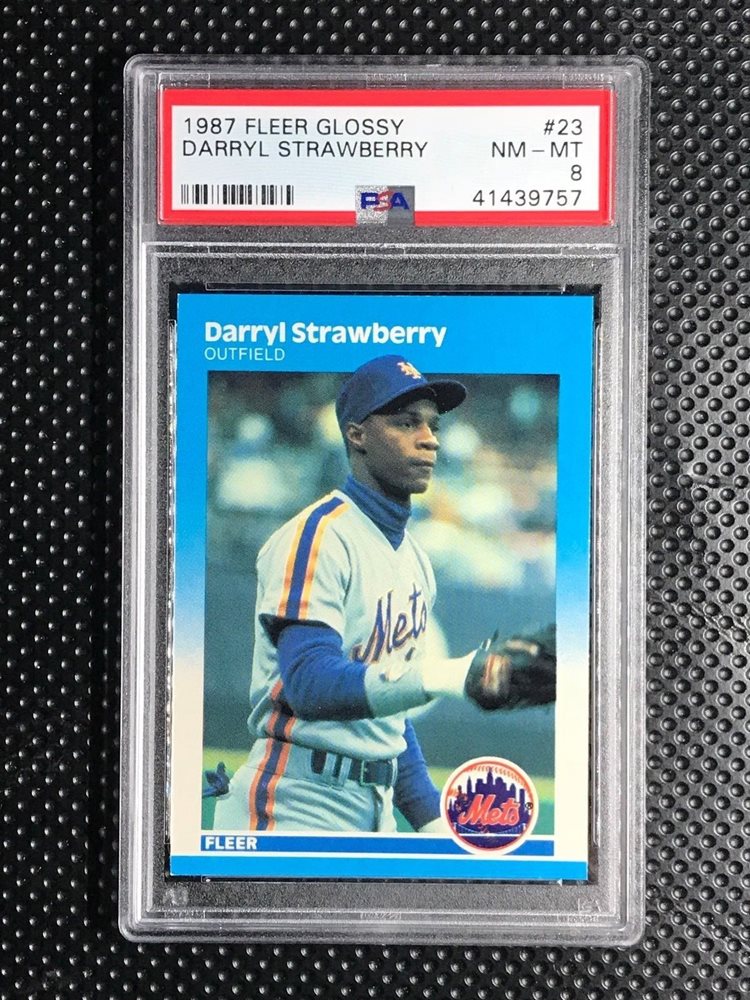 1987 FLEER GLOSSY #23
DARRYL STRAWBERRY NM - MT
8
PSA 41439757
Darryl Strawberry
OUTFIELD
Mets
Mets
FLEER